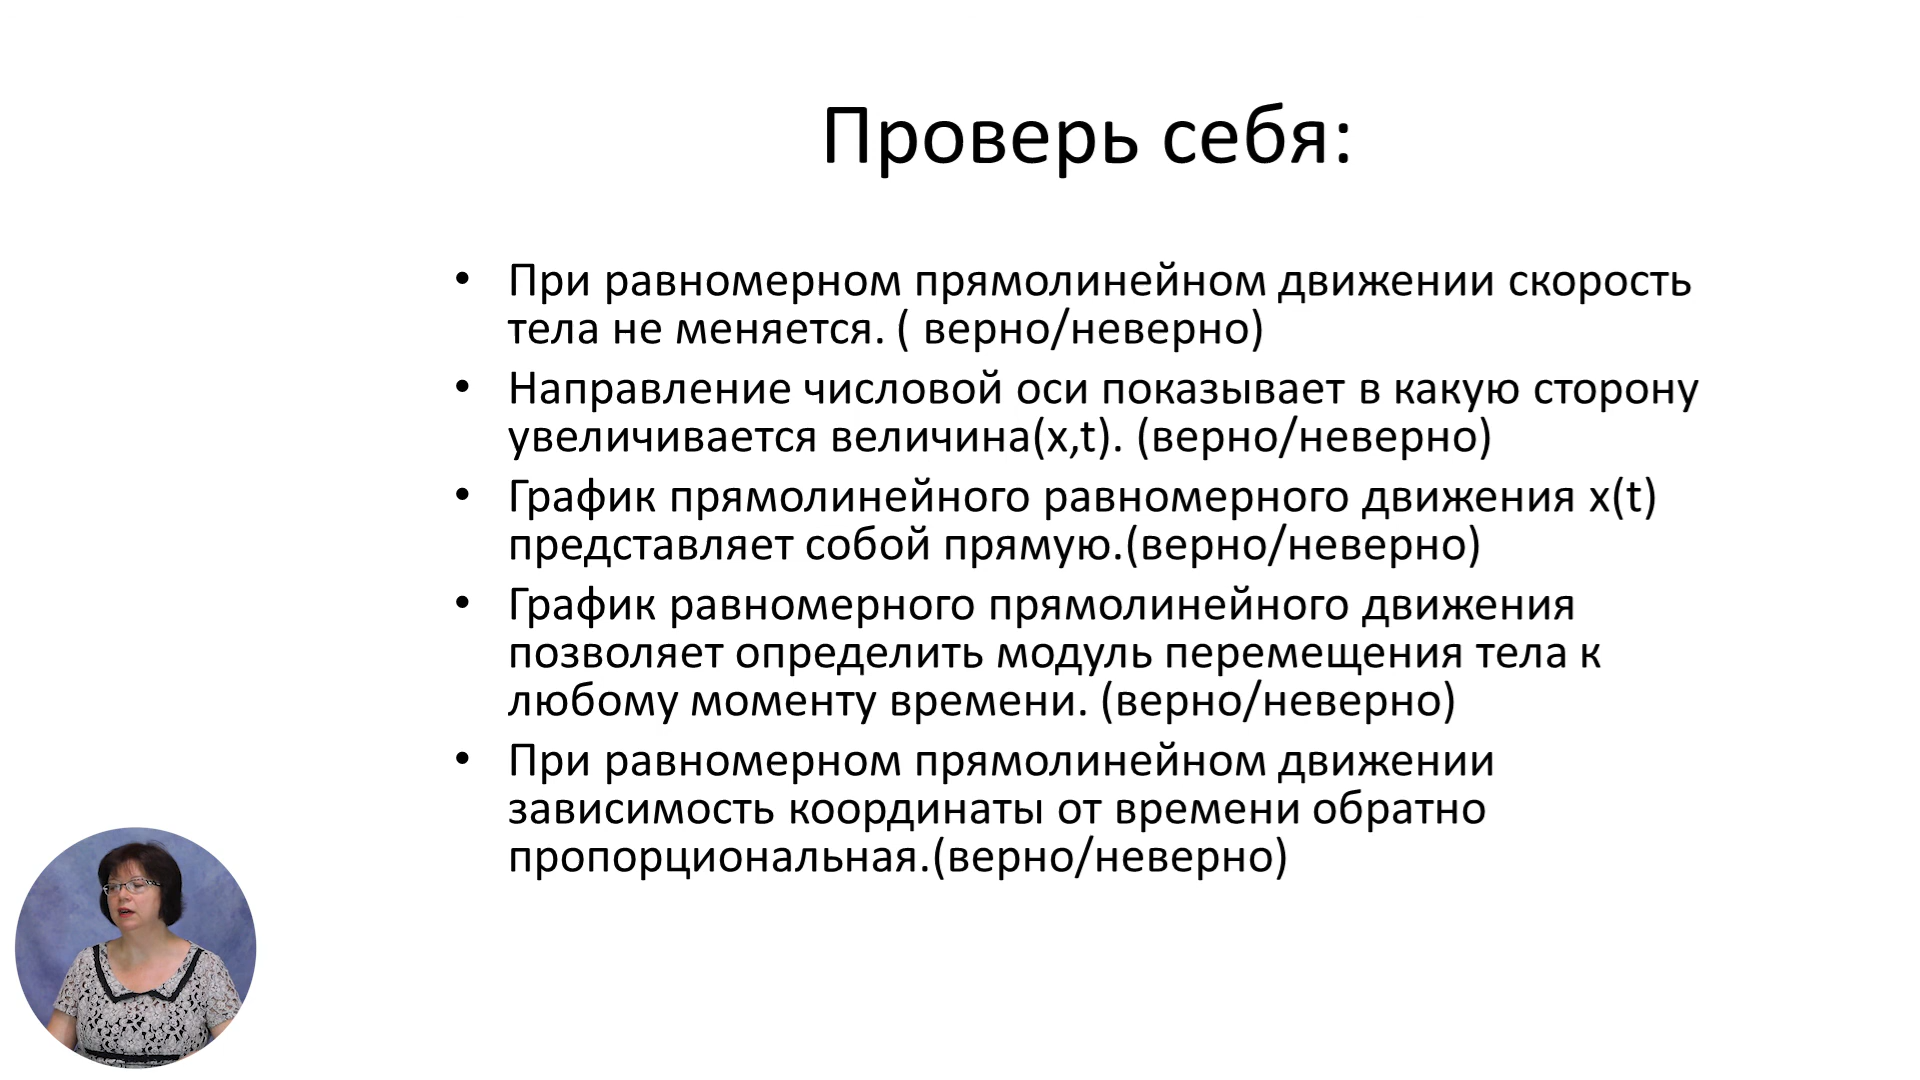 Проверь себя:
• При равномерном прямолинейном движении скорость
тела не меняется. ( верно/неверно)
• Направление числовой оси показывает в какую сторону
увеличивается величина(x,t). (верно/неверно)
• График прямолинейного равномерного движения x(t)
представляет собой прямую.(верно/неверно)
• График равномерного прямолинейного движения
позволяет определить модуль перемещения тела к
любому моменту времени. (верно/неверно)
• При равномерном прямолинейном движении
зависимость координаты от времени обратно
пропорциональная.(верно/неверно)